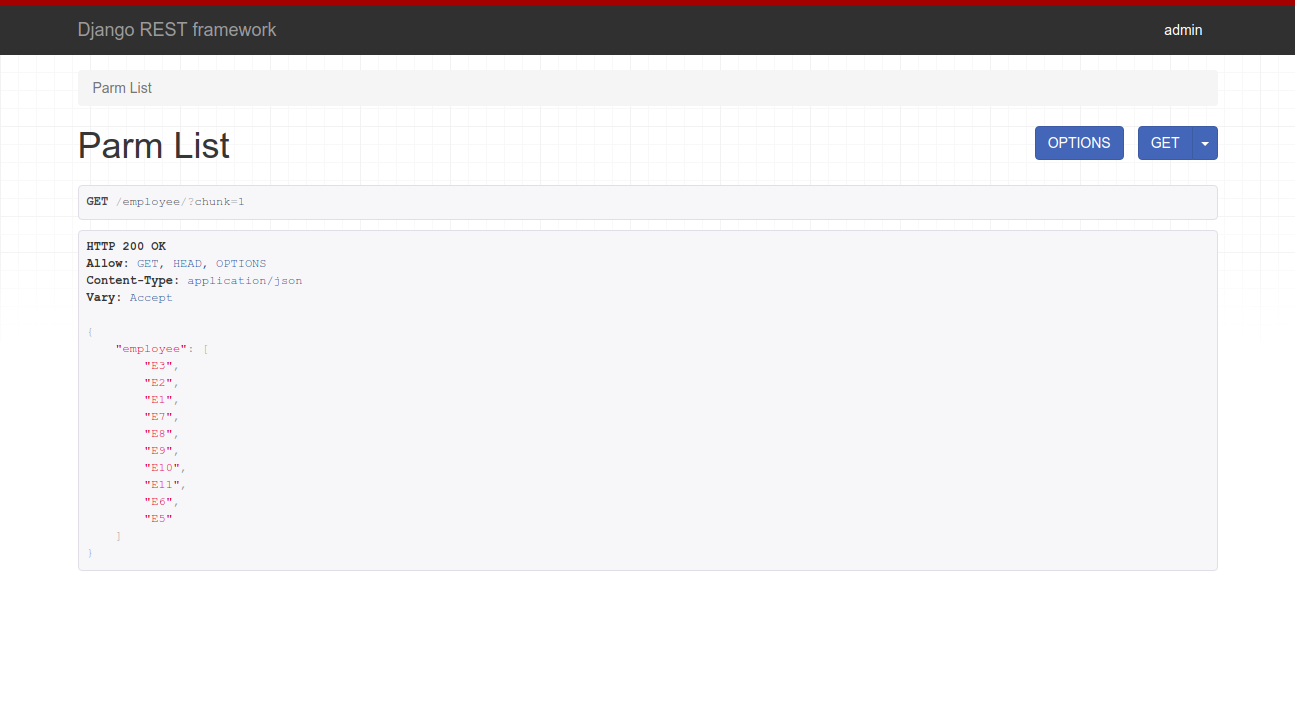 Django REST framework
admin
Parm List
Parm List
OPTIONS
GET
GET /employee/?chunk=1
HTTP 200 OK
Allow: GET, HEAD, OPTIONS
Content-Type: application/json
Vary: Accept
{
    "employee": [
        "E3",
        "E2",
        "E1",
        "E7",
        "E8",
        "E9",
        "E10",
        "E11",
        "E6",
        "E5"
    ]
}